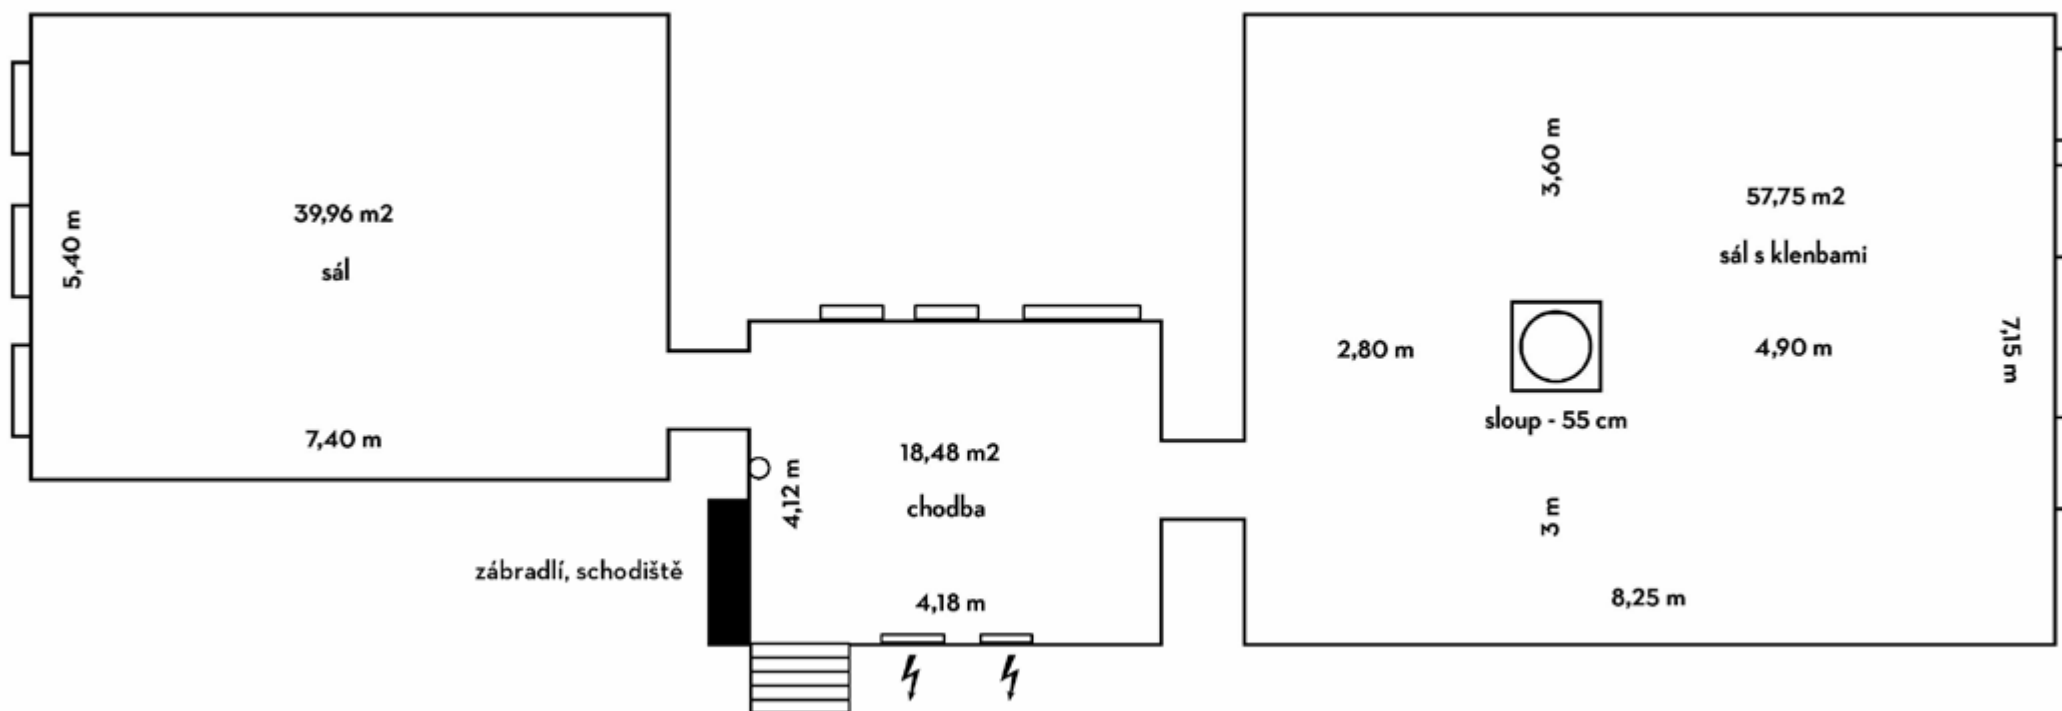 39,96 m2
sál
5,40 m
7,40 m
zábradlí, schodiště
4,12 m
18,48 m2
chodba
4,18 m
3,60 m
57,75 m2
sál s klenbami
2,80 m
4,90 m
7,15 m
sloup - 55 cm
3 m
8,25 m